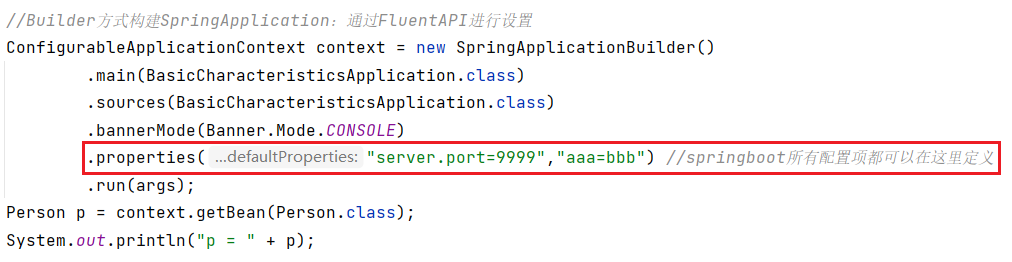 //Builder方式构建SpringApplication：通过FluentAPI进行设置
ConfigurableApplicationContext context = new SpringApplicationBuilder()
        .main(BasicCharacteristicsApplication.class)
        .sources(BasicCharacteristicsApplication.class)
        .bannerMode(Banner.Mode.CONSOLE)
        .properties( ...defaultProperties: "server.port=9999","aaa=bbb") //springboot所有配置项都可以在这里定义
        .run(args);
Person p = context.getBean(Person.class);
System.out.println("p = " + p);